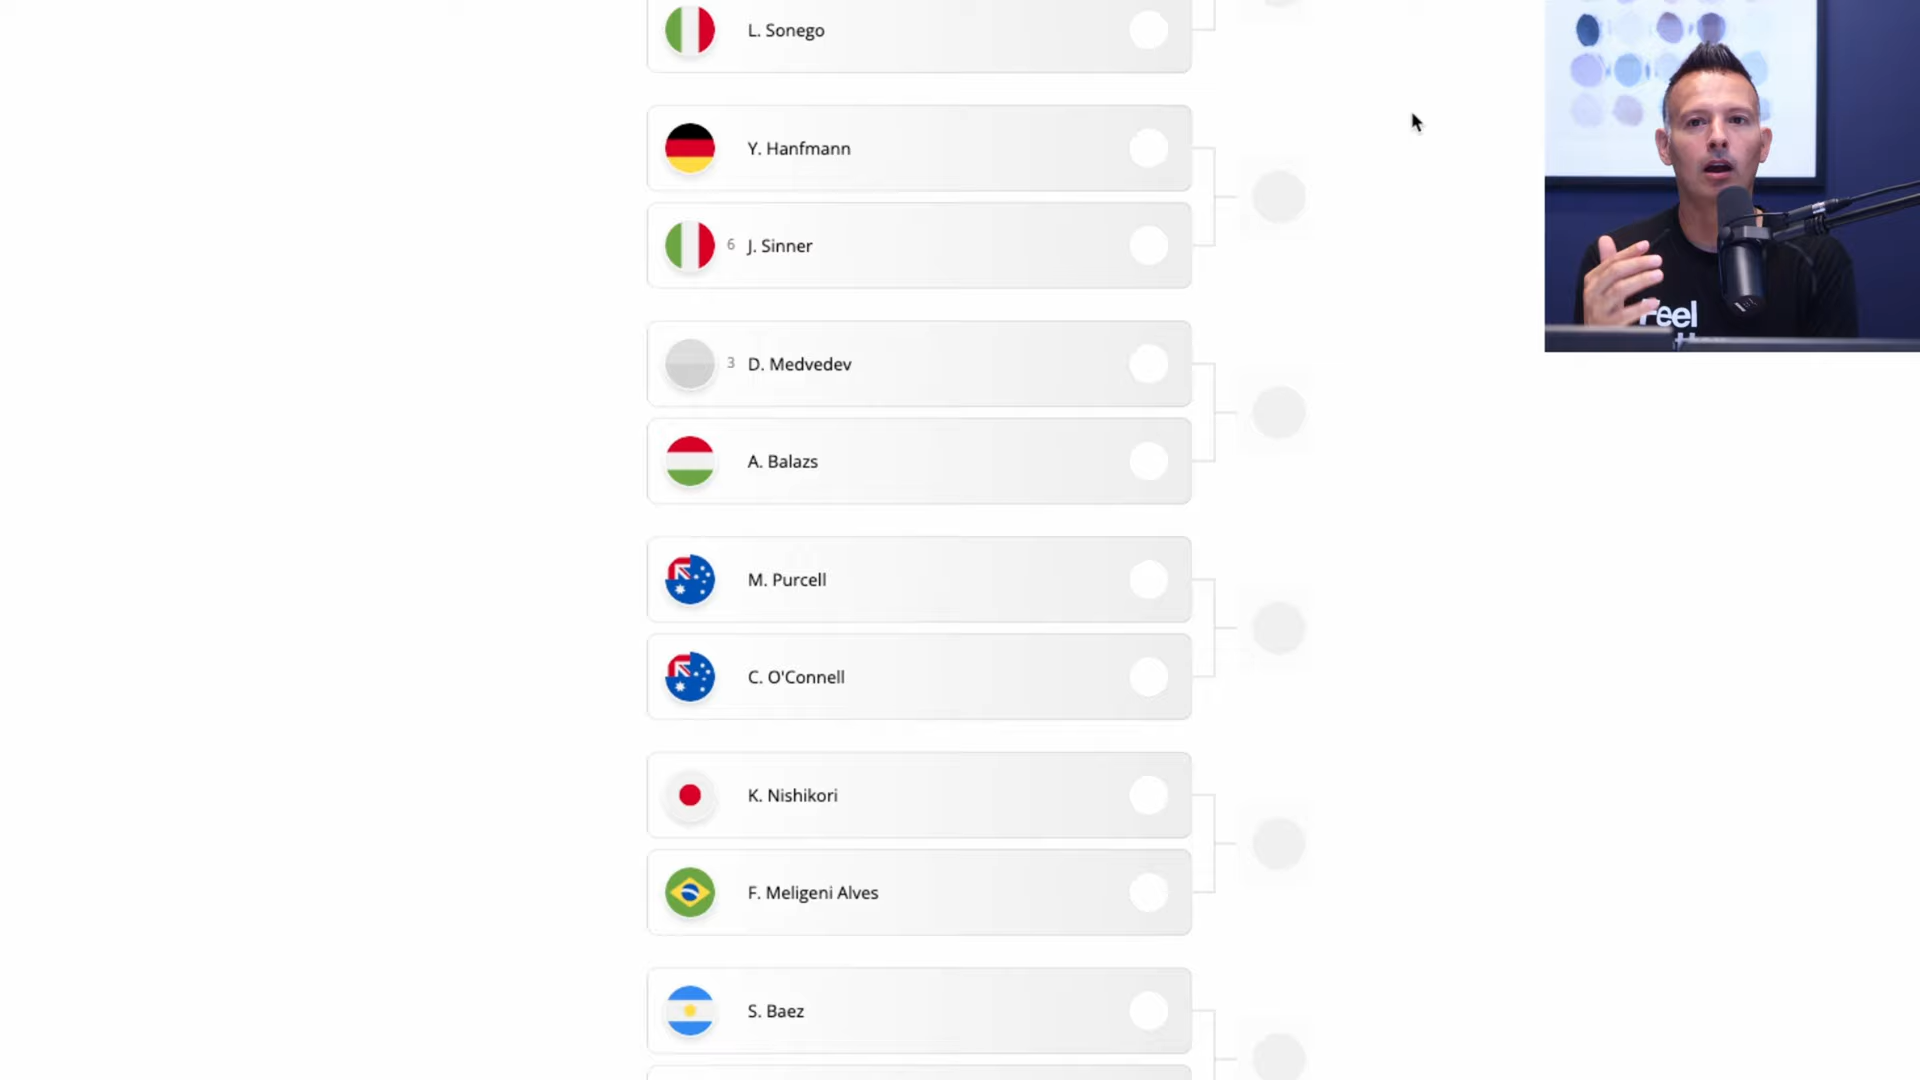 L. Sonego
Y. Hanfmann
6 J. Sinner
3 D. Medvedev
A. Balazs
M. Purcell
C. O'Connell
K. Nishikori
F. Meligeni Alves
S. Baez
Feel